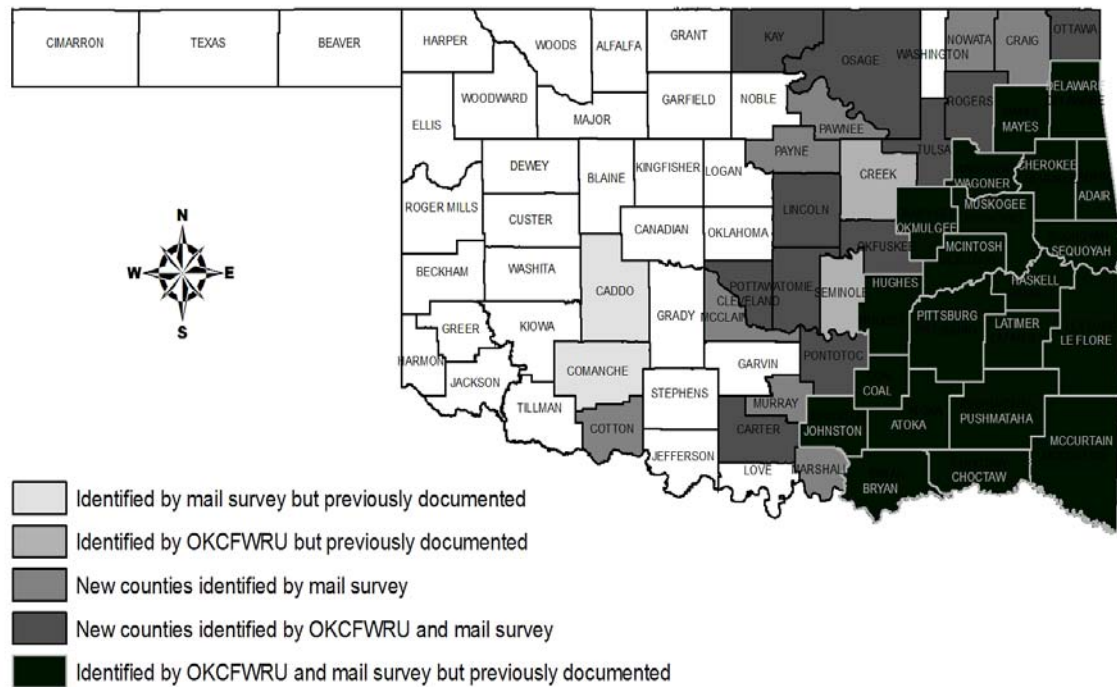 CIMARRON
TEXAS
BEAVER
HARPER
WOODS
ALFALFA
GRANT
KAY
OSAGE
WASHINGTON
NOWATA
CRAIG
OTTAWA
WOODWARD
ELLIS
MAJOR
GARFIELD
NOBLE
PAWNEE
ROGERS
MAYES
DELAWARE
DEWEY
BLAINE
KINGFISHER
LOGAN
PAYNE
CREEK
TULSA
WAGONER
CHEROKEE
ADAIR
ROGER MILLS
CUSTER
CANADIAN
OKLAHOMA
LINCOLN
OKMULGEE
MUSKOGEE
N
W E
S
BECKHAM
WASHITA
CADDO
GRADY
CLEVELAND
MCCLAIN
POTTAWATOMIE
SEMINOLE
OKFUSKEE
HUGHES
MCINTOSH
SEQUOYAH
HASKELL
GREER
KIOWA
HARMON
JACKSON
COMANCHE
TILLMAN
COTTON
STEPHENS
GARVIN
MURRAY
PONTOTOC
COAL
PITTSBURG
LATIMER
LE FLORE
JEFFERSON
CARTER
LOVE
JOHNSTON
MARSHALL
ATOKA
BRYAN
PUSHMATAHA
CHOCTAW
MCCURTAIN
Identified by mail survey but previously documented
Identified by OKCFWRU but previously documented
New counties identified by mail survey
New counties identified by OKCFWRU and mail survey
Identified by OKCFWRU and mail survey but previously documented